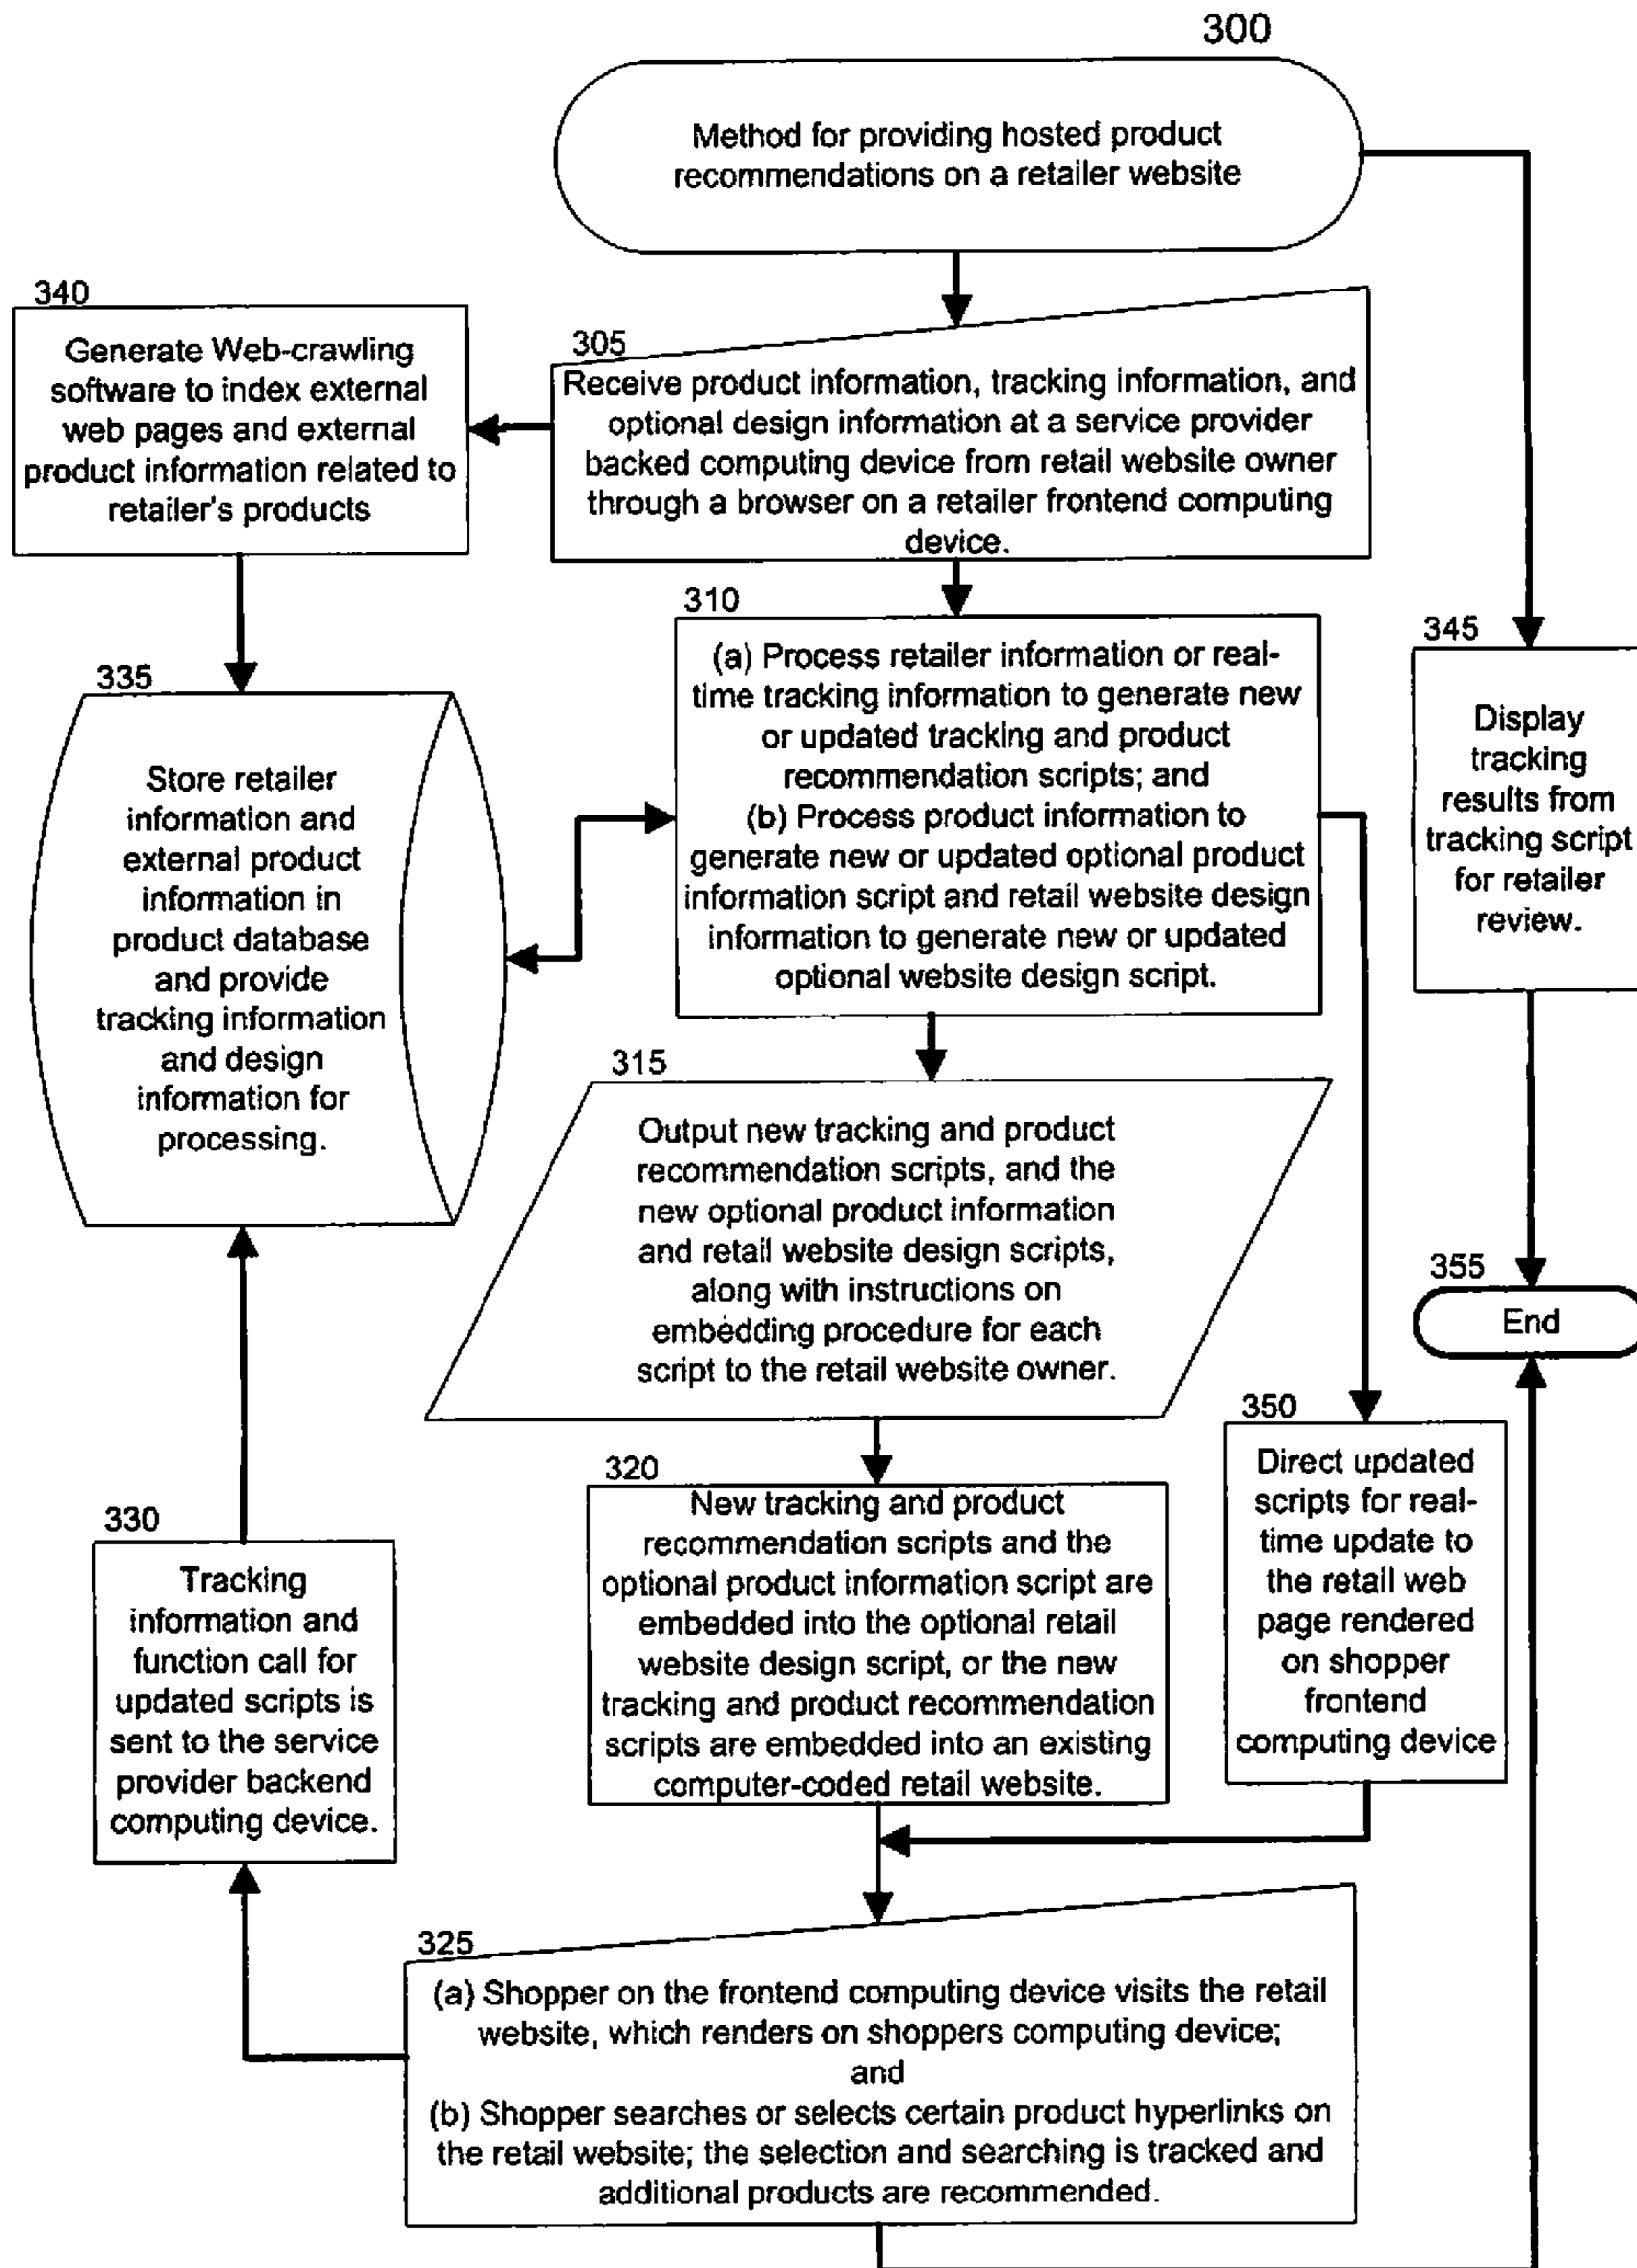 300
Method for providing hosted product
recommendations on a retailer website
340
Generate Web-crawling
software to index external
web pages and external
product information related to
retailer's products
305
Receive product information, tracking information, and
optional design information at a service provider
backed computing device from retail website owner
through a browser on a retailer frontend computing
device.
310
(a) Process retailer information or real-
time tracking information to generate new
or updated tracking and product
recommendation scripts; and
(b) Process product information to
generate new or updated optional product
information script and retail website design
information to generate new or updated
optional website design script.
345
Display
tracking
results from
tracking script
for retailer
review.
335
Store retailer
information and
external product
information in
product database
and provide
tracking information
and design
information for
processing.
315
Output new tracking and product
recommendation scripts, and the
new optional product information
and retail website design scripts,
along with instructions on
embedding procedure for each
script to the retail website owner.
355
End
350
Direct updated
scripts for real-
time update to
the retail web
page rendered
on shopper
frontend
computing device
320
New tracking and product
recommendation scripts and the
optional product information script are
embedded into the optional retail
website design script, or the new
tracking and product recommendation
scripts are embedded into an existing
computer-coded retail website.
330
Tracking
information and
function call for
updated scripts is
sent to the service
provider backend
computing device.
325
(a) Shopper on the frontend computing device visits the retail
website, which renders on shoppers computing device;
and
(b) Shopper searches or selects certain product hyperlinks on
the retail website; the selection and searching is tracked and
additional products are recommended.